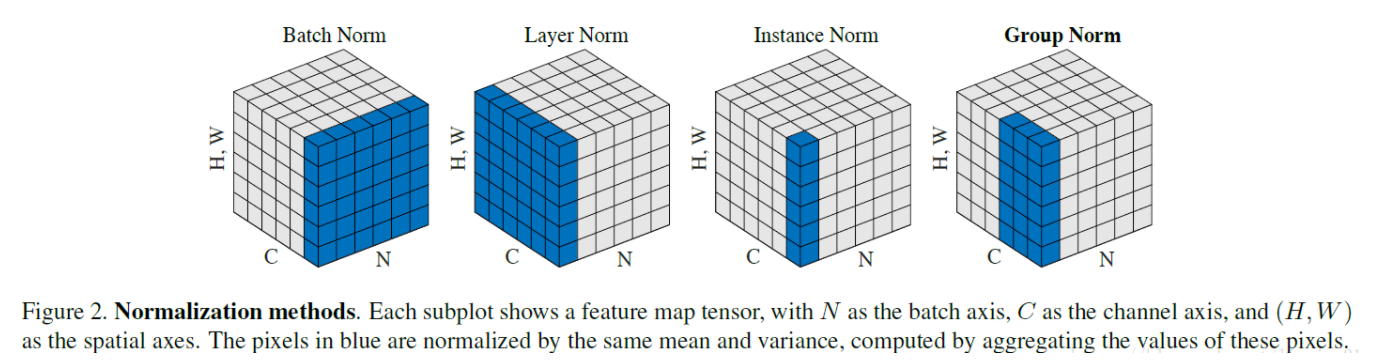 Batch Norm
Layer Norm
Instance Norm
Group Norm
H, W
C
N
H, W
C
N
H, W
C
N
H, W
C
N
Figure 2. Normalization methods. Each subplot shows a feature map tensor, with N as the batch axis, C as the channel axis, and (H, W)
as the spatial axes. The pixels in blue are normalized by the same mean and variance, computed by aggregating the values of these pixels.